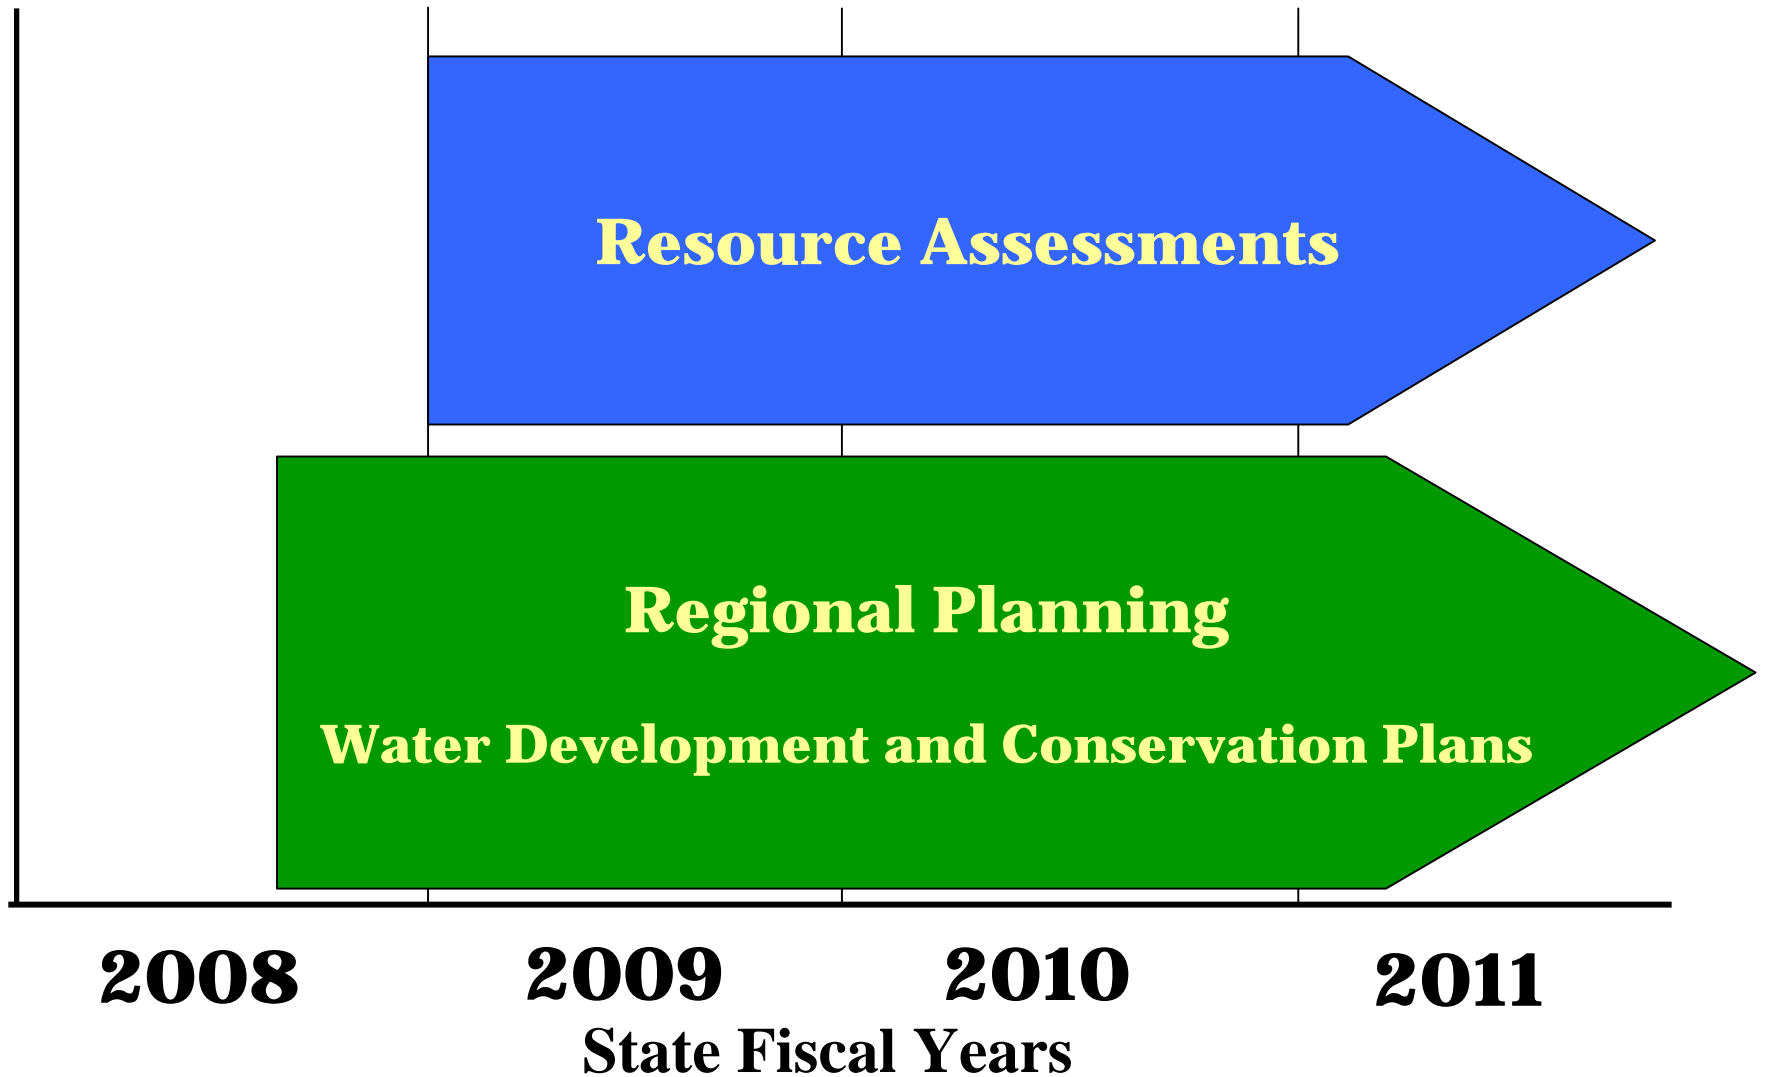 Resource Assessments
Regional Planning
Water Development and Conservation Plans
2008 2009 2010 2011
State Fiscal Years